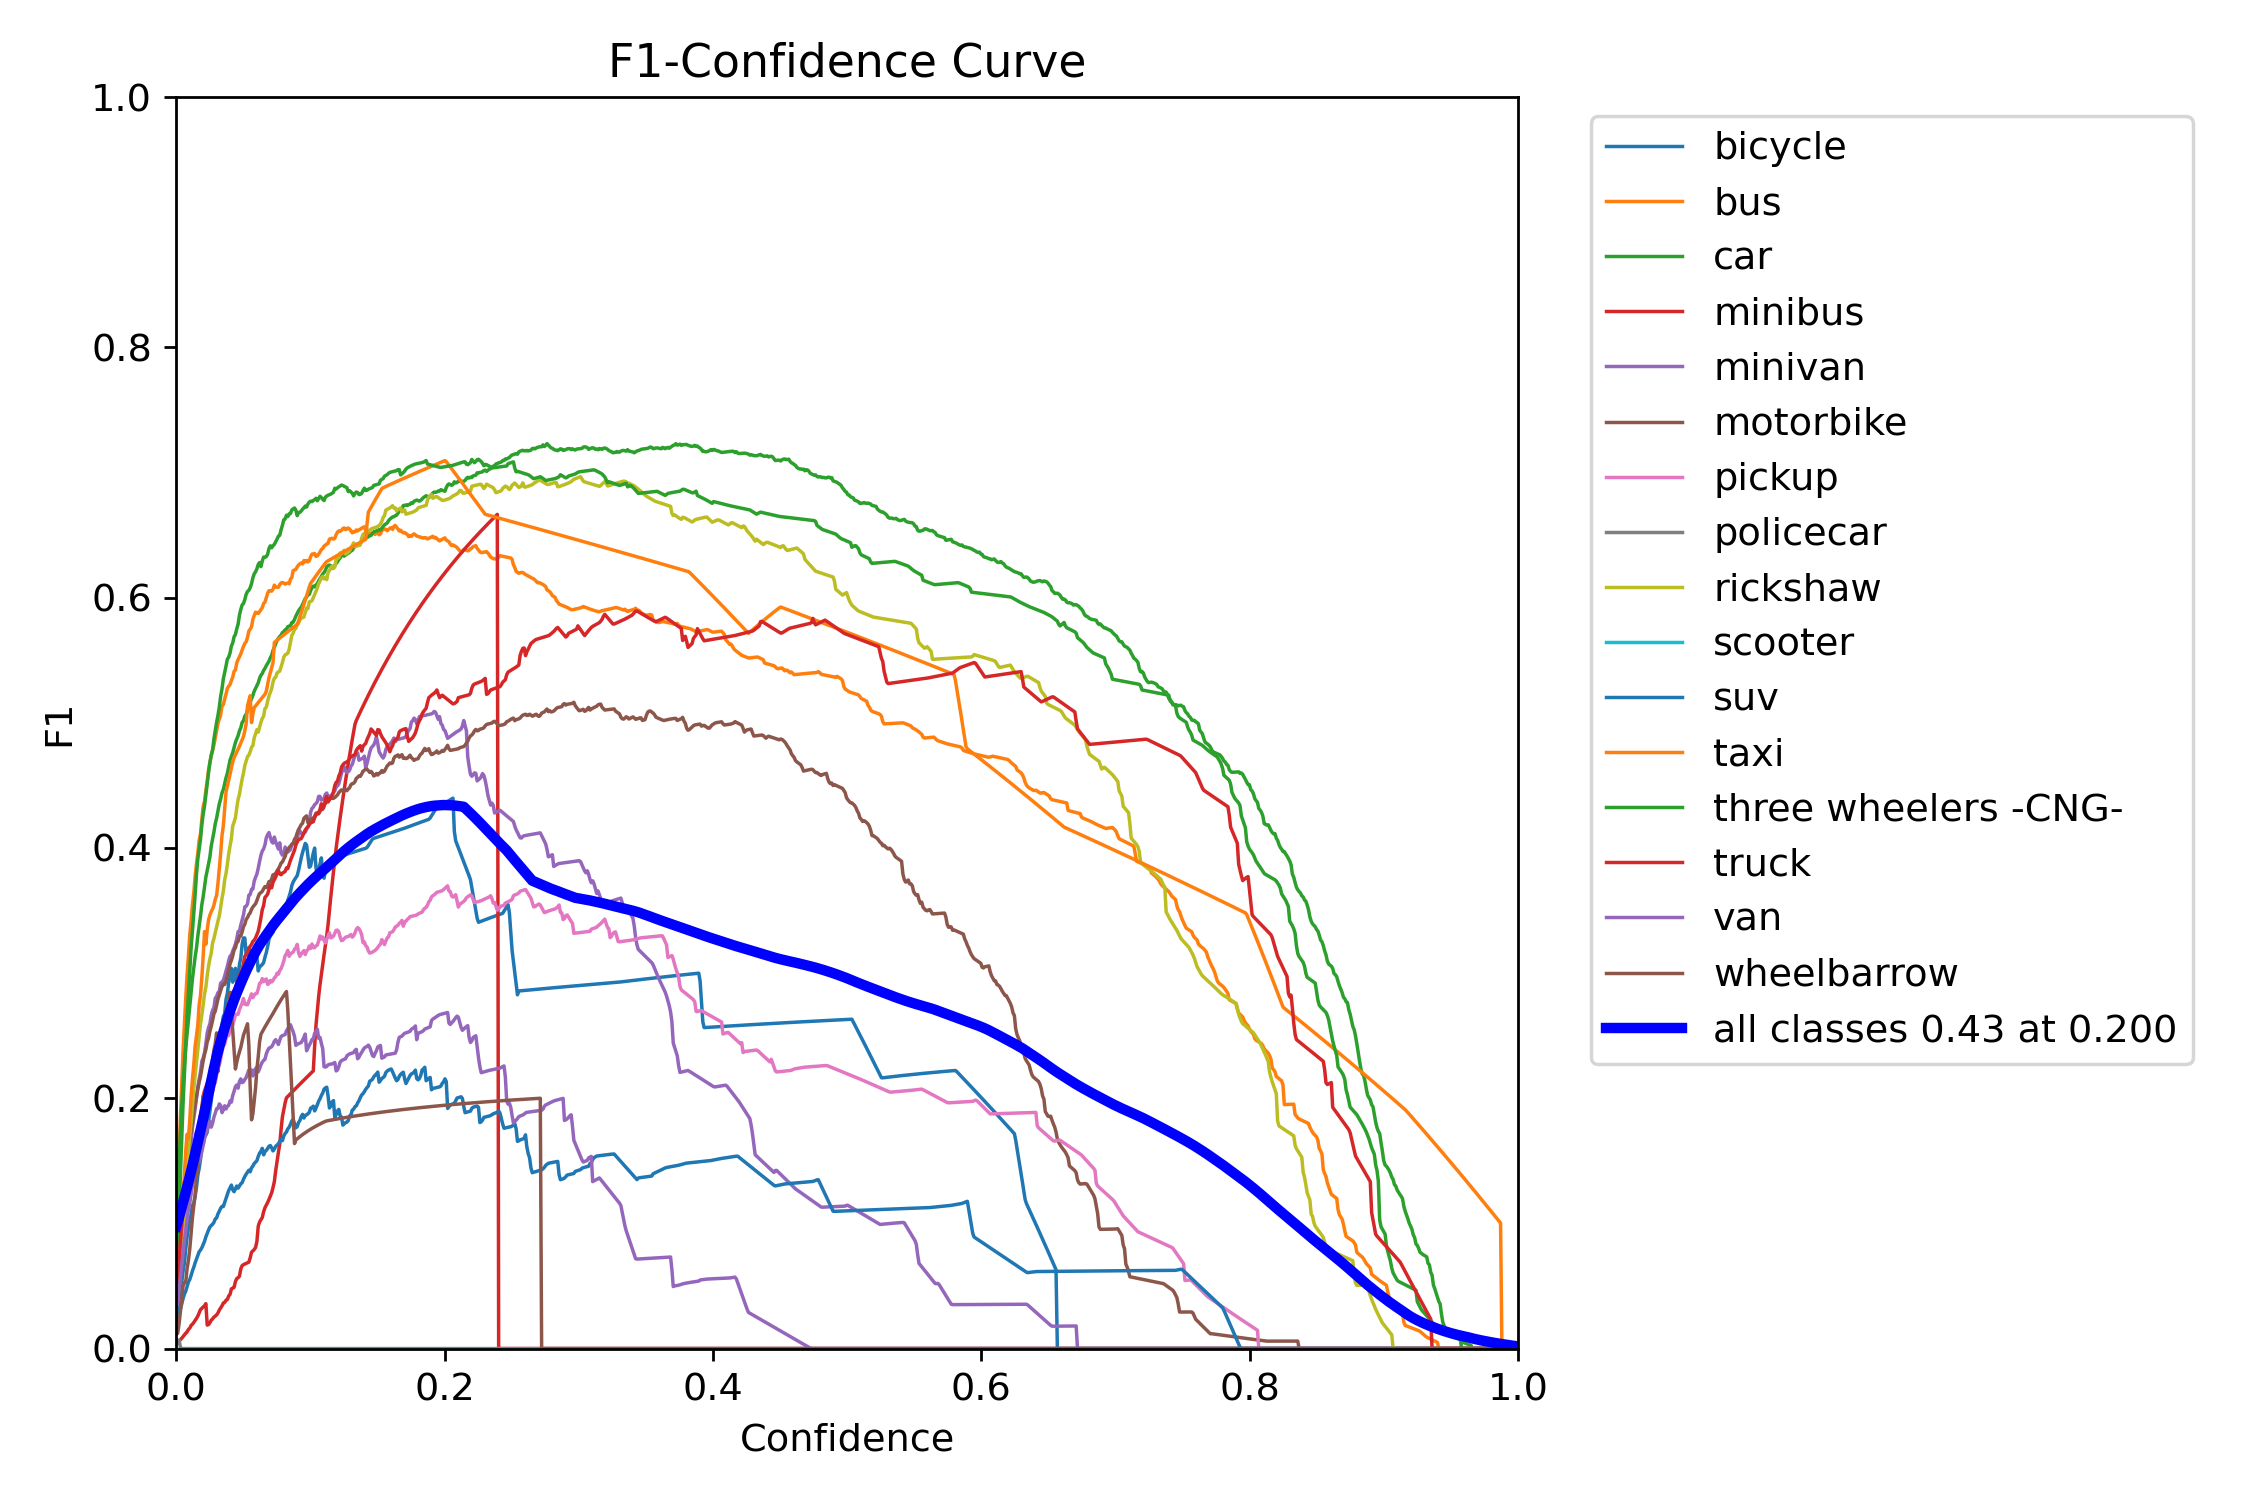 F1-Confidence Curve
1.0
0.8
0.6
0.4
0.2
0.0
F1
0.0 0.2 0.4 0.6 0.8 1.0
Confidence
bicycle
bus
car
minibus
minivan
motorbike
pickup
policecar
rickshaw
scooter
suv
taxi
three wheelers -CNG-
truck
van
wheelbarrow
all classes 0.43 at 0.200